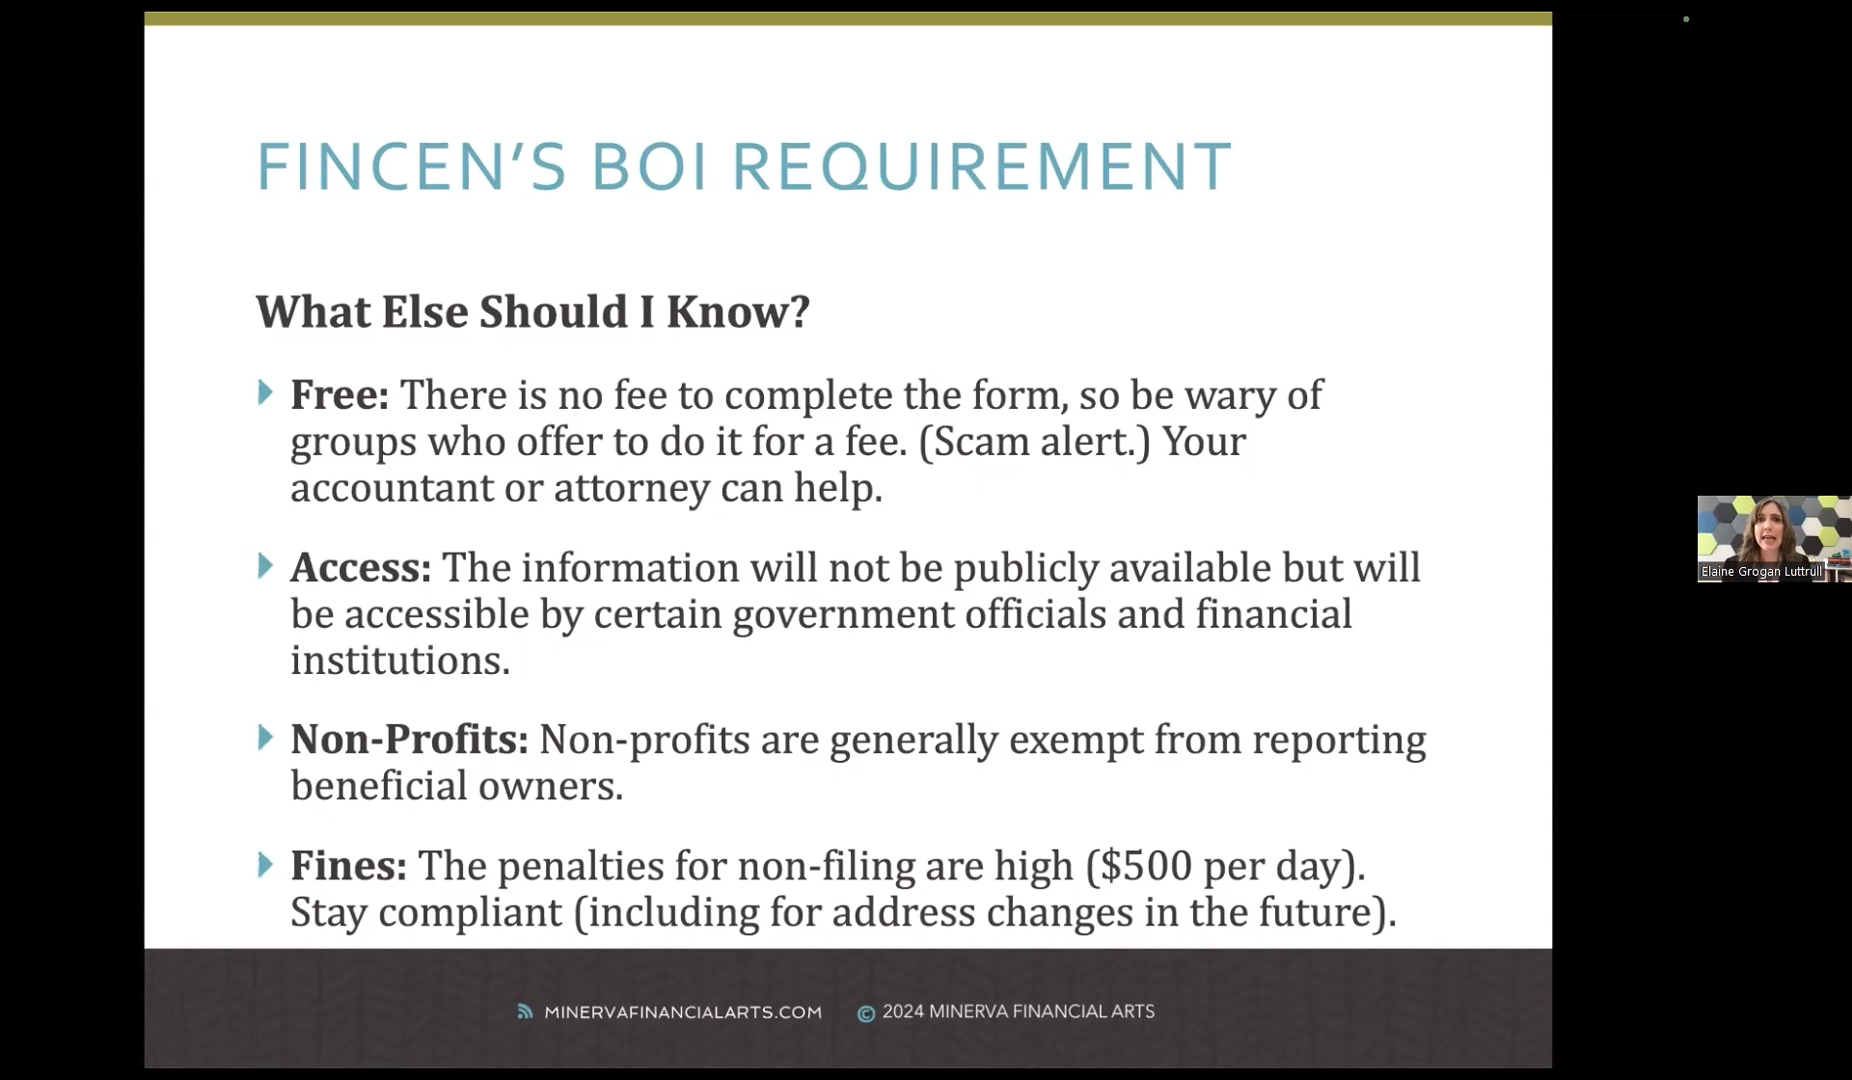 FINCEN’S BOI REQUIREMENT
What Else Should I Know?
Free: There is no fee to complete the form, so be wary of
groups who offer to do it for a fee. (Scam alert.) Your
accountant or attorney can help.
Access: The information will not be publicly available but will
be accessible by certain government officials and financial
institutions.
Non-Profits: Non-profits are generally exempt from reporting
beneficial owners.
Fines: The penalties for non-filing are high ($500 per day).
Stay compliant (including for address changes in the future).
MINERVAFINANCIALARTS.COM © 2024 MINERVA FINANCIAL ARTS
Elaine Grogan Luttrull